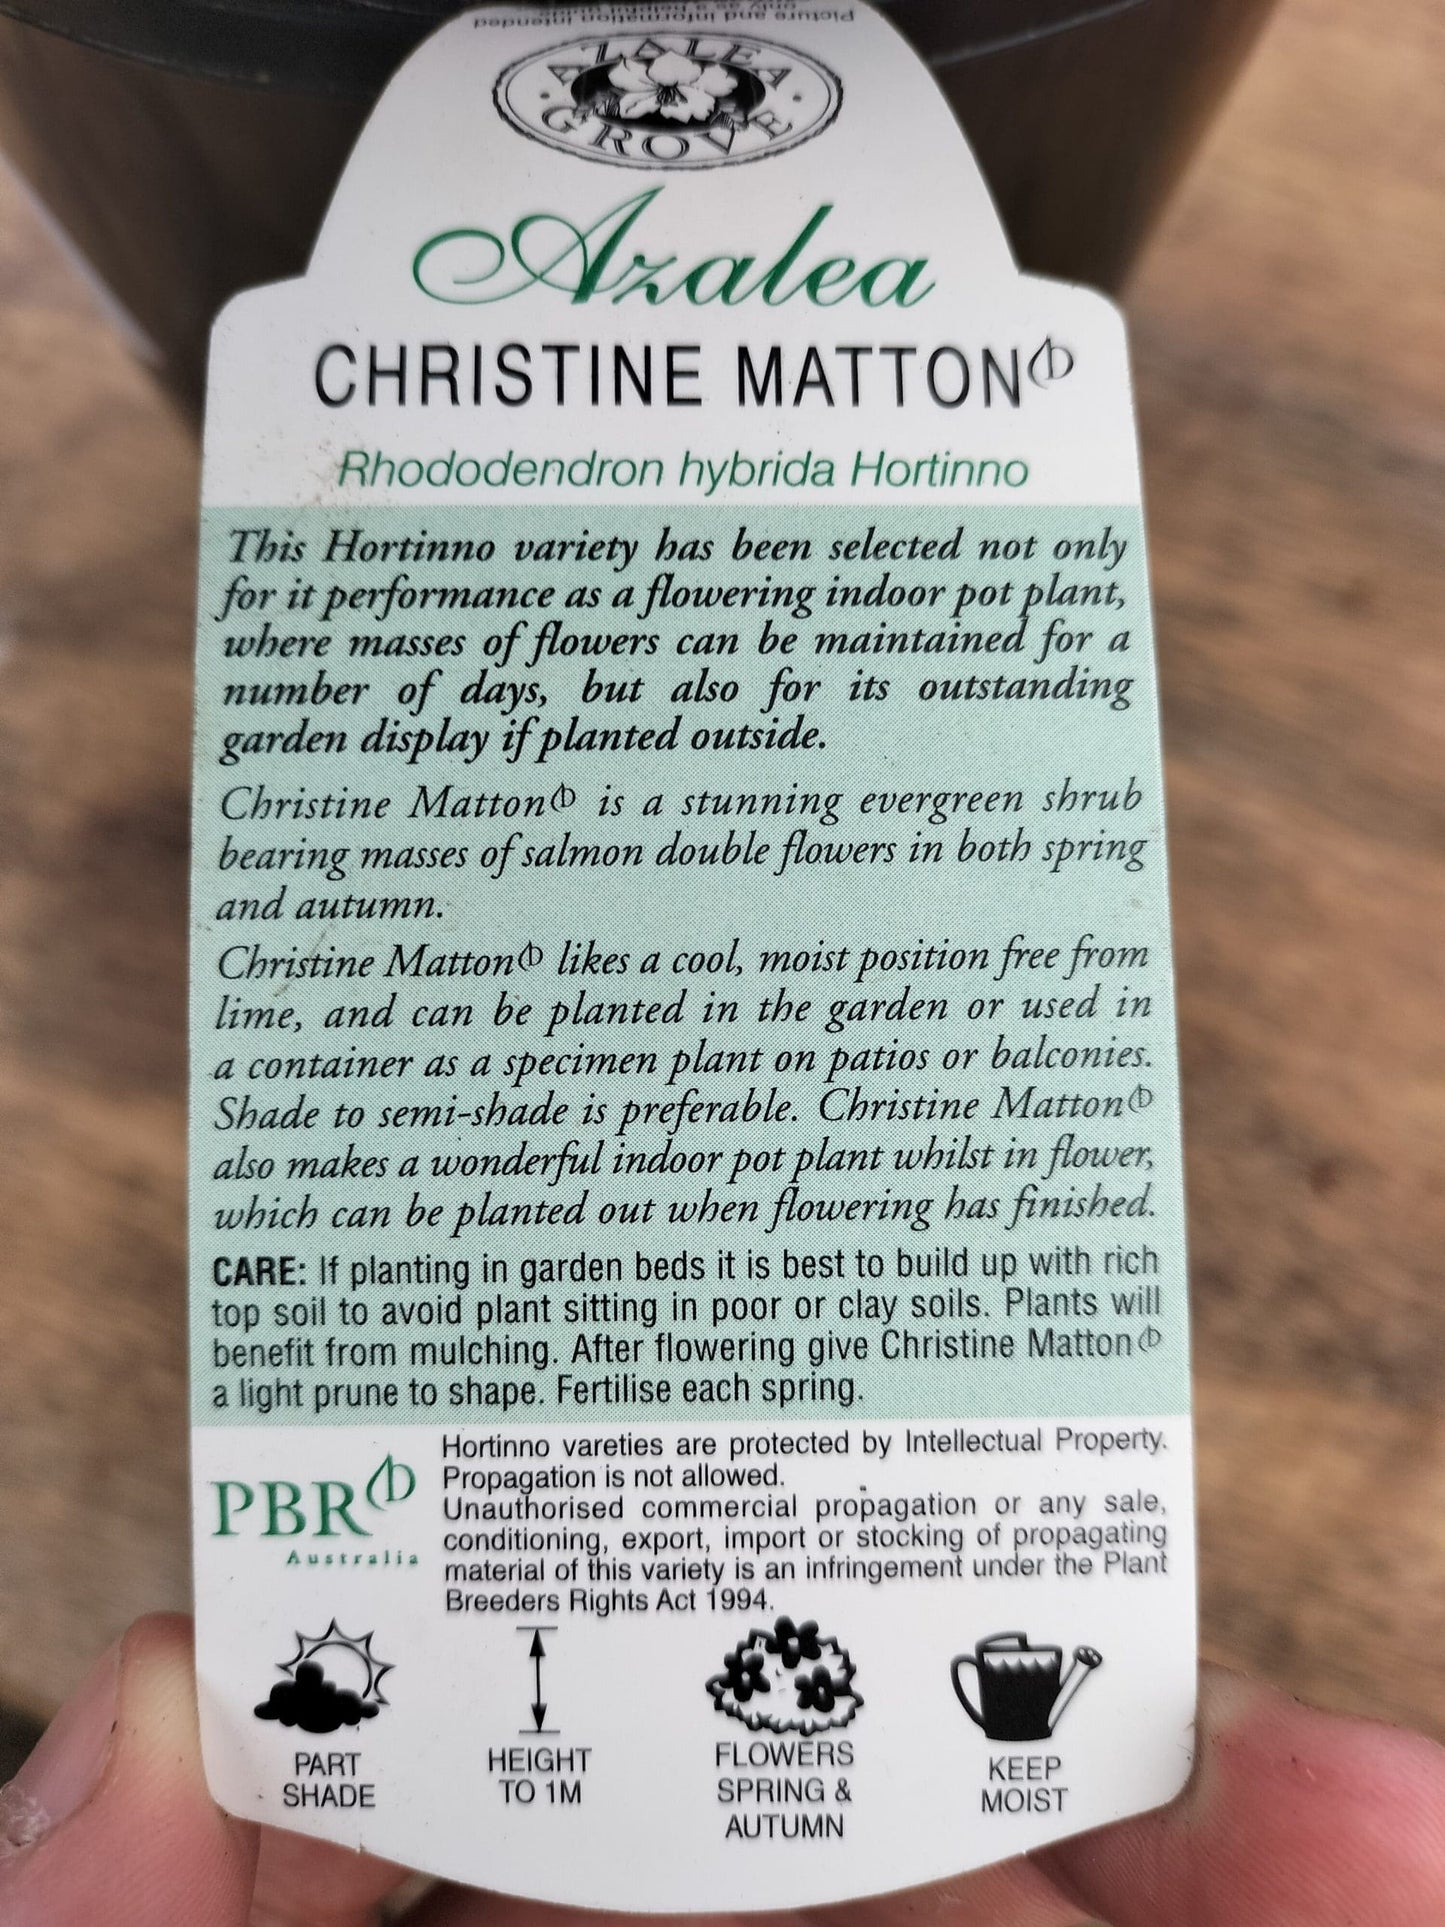 Picture and information intended
only as a helpful
AZALEA
GROVE
Azalea
CHRISTINE MATTON
Rhododendron hybrida Hortinno
This Hortinno variety has been selected not only
for it performance as a flowering indoor pot plant,
where masses of flowers can be maintained for a
number of days, but also for its outstanding
garden display if planted outside.
Christine Matton is a stunning evergreen shrub
bearing masses of salmon double flowers in both spring
and autumn.
Christine Matton likes a cool, moist position free from
lime, and can be planted in the garden or used in
a container as a specimen plant on patios or balconies.
Shade to semi-shade is preferable. Christine Matton
also makes a wonderful indoor pot plant whilst in flower,
which can be planted out when flowering has finished.
CARE: If planting in garden beds it is best to build up with rich
top soil to avoid plant sitting in poor or clay soils. Plants will
benefit from mulching. After flowering give Christine Matton
a light prune to shape. Fertilise each spring.
PBR
Australia
Hortinno vareties are protected by Intellectual Property.
Propagation is not allowed.
Unauthorised commercial propagation or any sale,
conditioning, export, import or stocking of propagating
material of this variety is an infringement under the Plant
Breeders Rights Act 1994.
PART
SHADE
HEIGHT
TO 1M
FLOWERS
SPRING &
AUTUMN
KEEP
MOIST